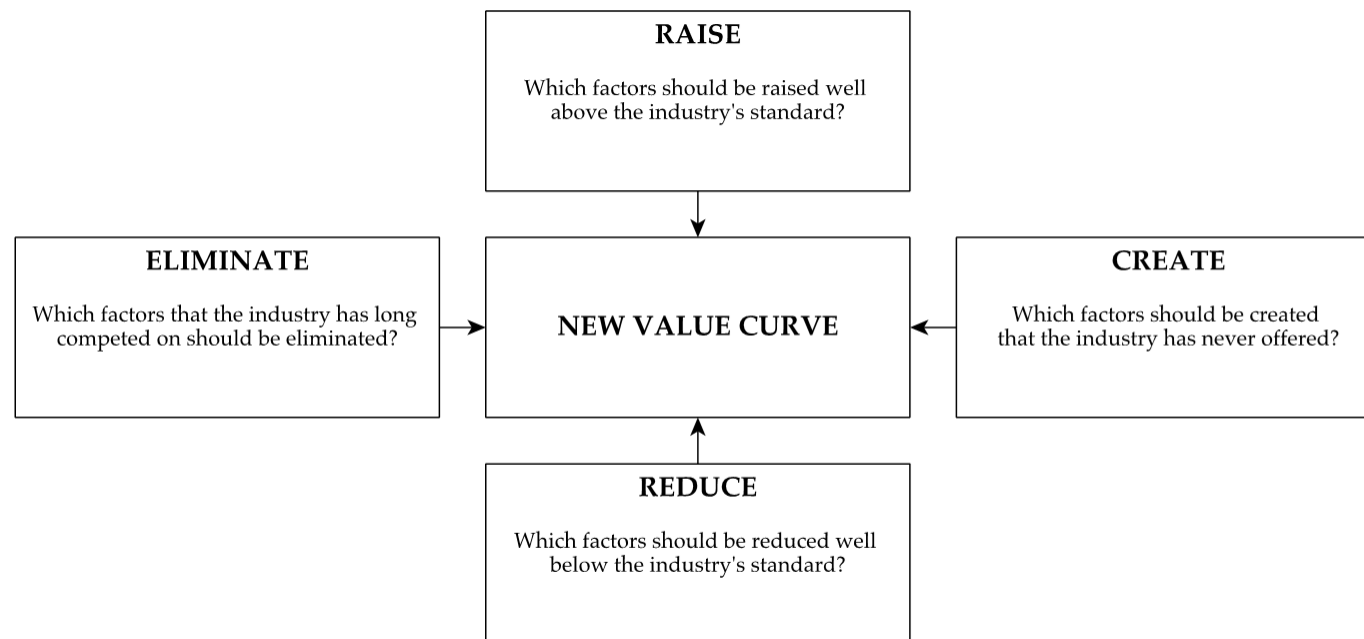 RAISE
Which factors should be raised well
above the industry's standard?
ELIMINATE
Which factors that the industry has long
competed on should be eliminated?
NEW VALUE CURVE
CREATE
Which factors should be created
that the industry has never offered?
REDUCE
Which factors should be reduced well
below the industry's standard?